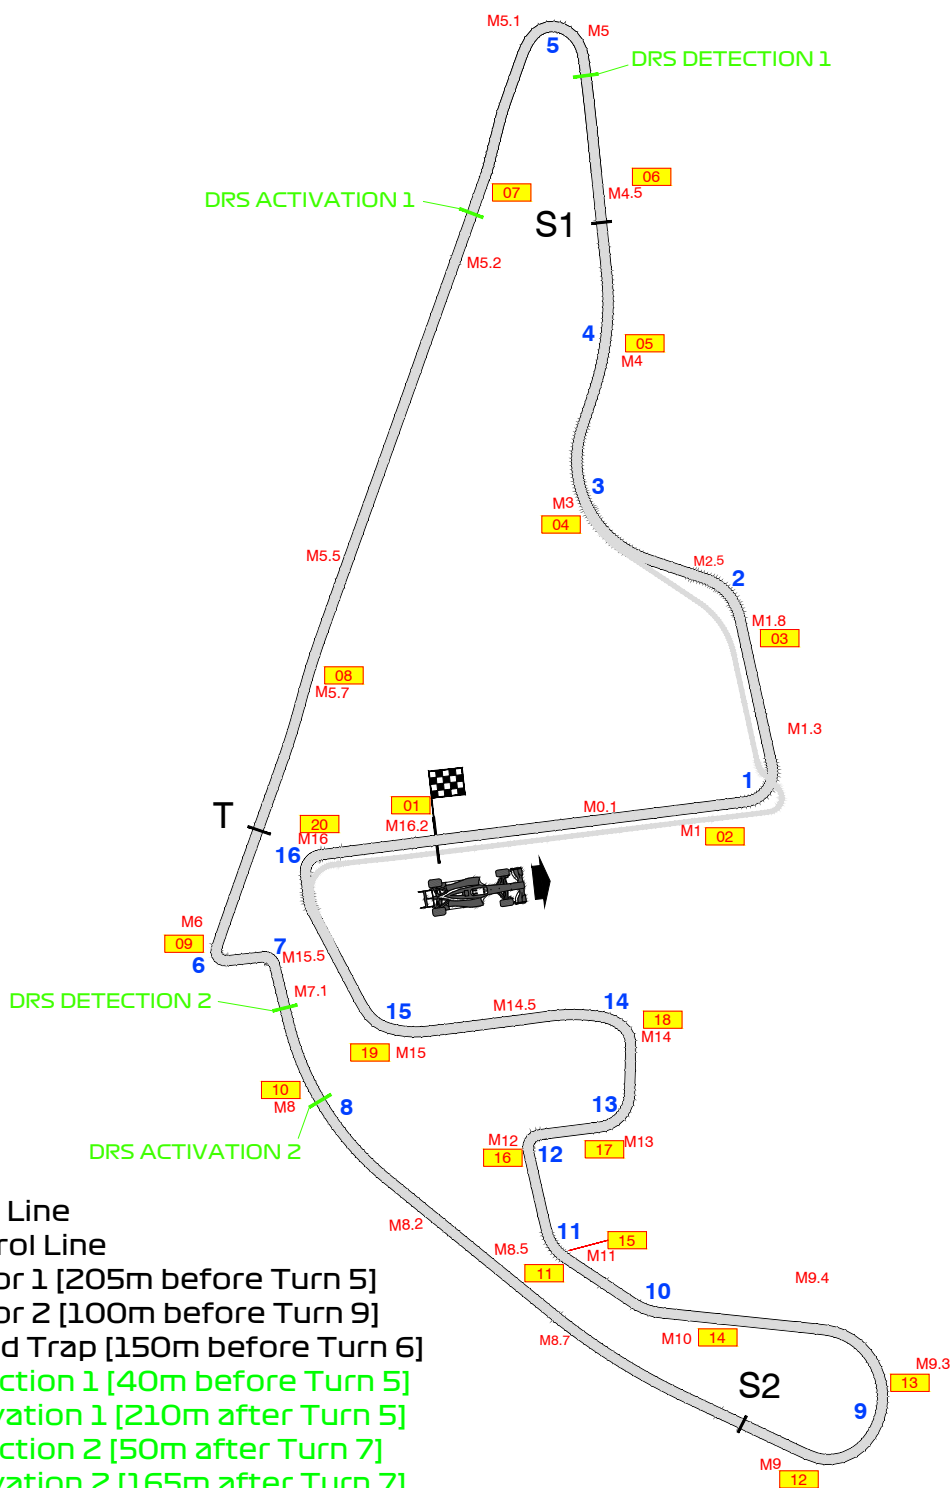 M5.1
M5
5
DRS DETECTION 1
06
07
M4.5
DRS ACTIVATION 1
S1
M5.2
4
05
M4
3
M3
04
M5.5
M2.5
2
M1.8
03
08
M5.7
M1.3
1
T
01
M0.1
20
M16.2
M1
02
M16
16
M6
09
7
6
M15.5
M7.1
DRS DETECTION 2
15
M14.5
14
18
M14
19
M15
10
M8
8
13
M12
M13
17
16
12
DRS ACTIVATION 2
Line
M8.2
11
15
rol Line
M8.5
M11
or 1 [205m before Turn 5]
11
M9.4
10
or 2 [100m before Turn 9]
M10
14
M8.7
d Trap [150m before Turn 6]
M9.3
ction 1 [40m before Turn 5]
S2
13
vation 1 [210m after Turn 5]
9
ction 2 [50m after Turn 7]
M9
12
vation 2 [165m after Turn 7]